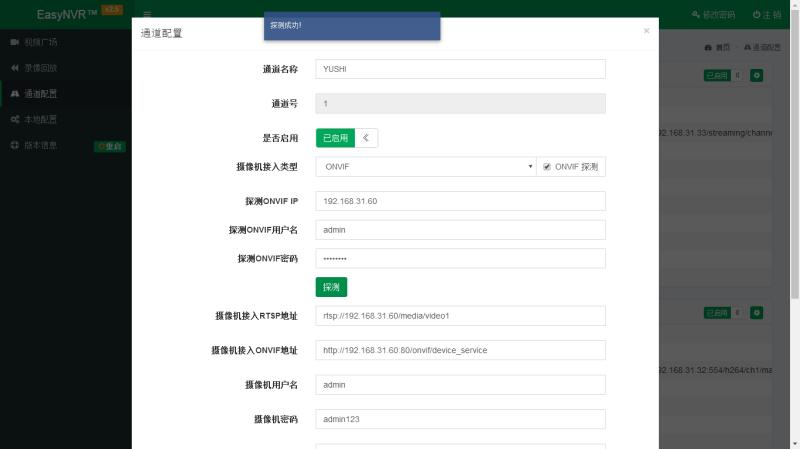 EasyNVR™ v2.5
修改密码 注 销
探测成功!
视频广场
录像回放
通道配置
本地配置
版本信息 重启
首页 通道配置
通道配置 ×
通道名称 YUSHI
通道号 1
是否启用 已启用
摄像机接入类型 ONVIF ONVIF 探测
探测ONVIF IP 192.168.31.60
探测ONVIF用户名 admin
探测ONVIF密码 ••••••••
探测
摄像机接入RTSP地址 rtsp://192.168.31.60/media/video1
摄像机接入ONVIF地址 http://192.168.31.60:80/onvif/device_service
摄像机用户名 admin
摄像机密码 admin123
已启用
92.168.31.33/streaming/channe
已启用
92.168.31.32:554/h264/ch1/ma